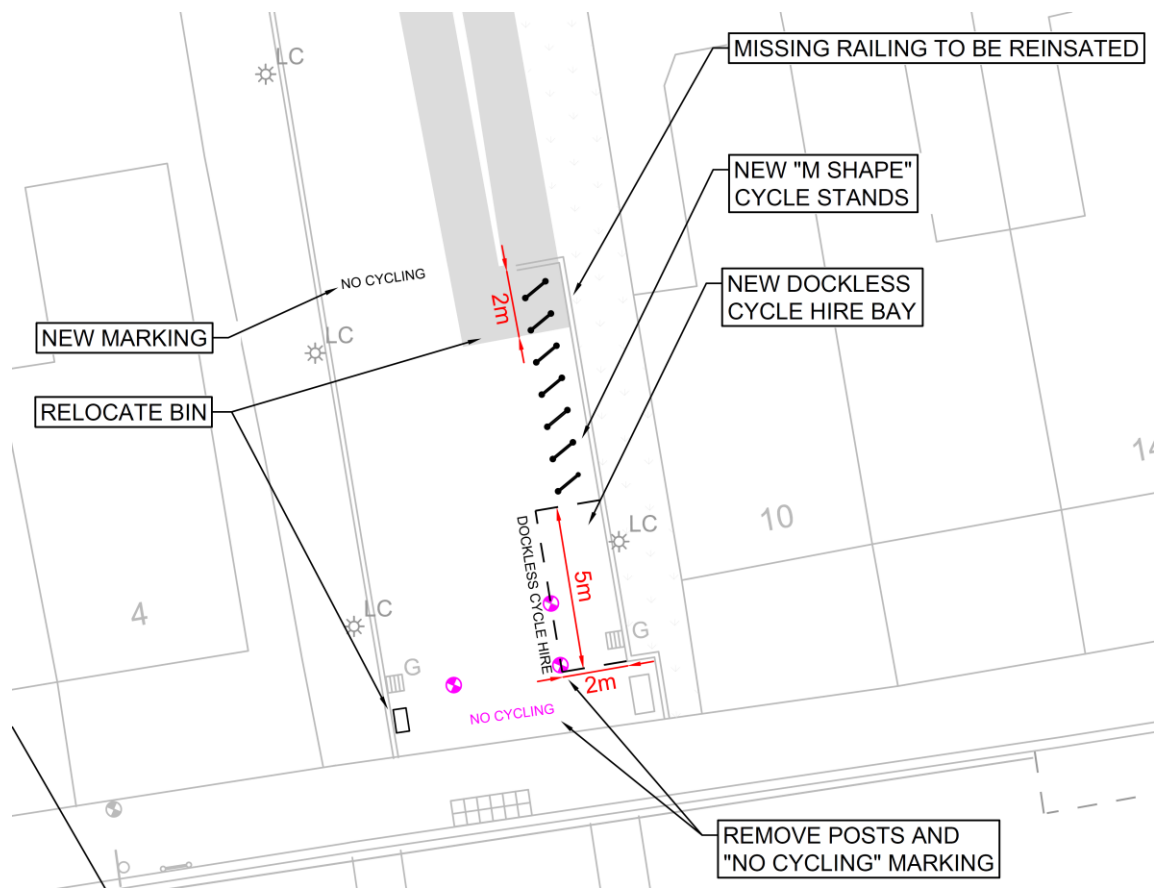 LC
MISSING RAILING TO BE REINSATED
NEW "M SHAPE"
CYCLE STANDS
NO CYCLING
2m
NEW DOCKLESS
CYCLE HIRE BAY
NEW MARKING
LC
RELOCATE BIN
14
10
LC
DOCKLESS CYCLE HIRE
5m
4
LC
G
G
2m
NO CYCLING
REMOVE POSTS AND
"NO CYCLING" MARKING